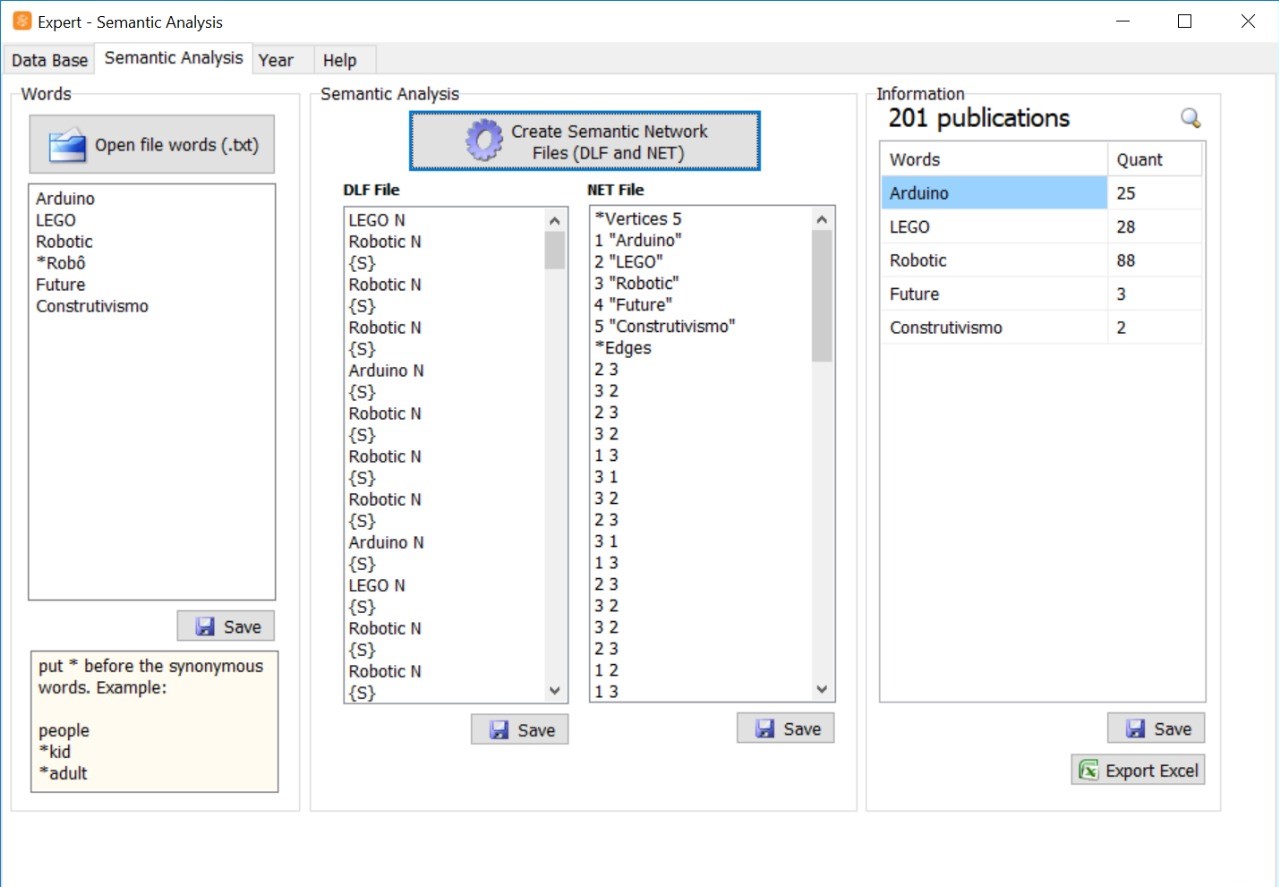 Expert - Semantic Analysis
Data Base
Semantic Analysis
Year
Help
Words
Open file words (.txt)
Arduino
LEGO
Robotic
*Robô
Future
Construtivismo
Save
put * before the synonymous
words. Example:
people
*kid
*adult
Semantic Analysis
Create Semantic Network
Files (DLF and NET)
DLF File
LEGO N
Robotic N
{S}
Robotic N
{S}
Robotic N
{S}
Arduino N
{S}
Robotic N
{S}
Robotic N
{S}
Robotic N
{S}
Arduino N
{S}
LEGO N
{S}
Robotic N
{S}
Robotic N
{S}
Save
NET File
*Vertices 5
1 "Arduino"
2 "LEGO"
3 "Robotic"
4 "Future"
5 "Construtivismo"
*Edges
2 3
3 2
2 3
3 2
1 3
3 1
3 2
2 3
3 1
1 3
2 3
3 2
3 2
2 3
1 2
1 3
Save
Information
201 publications
Words Quant
Arduino 25
LEGO 28
Robotic 88
Future 3
Construtivismo 2
Save
Export Excel